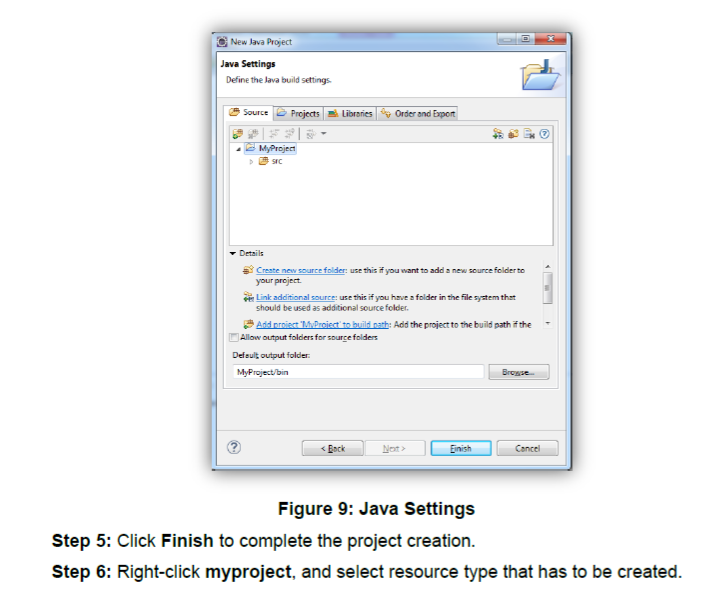 New Java Project
Java Settings
Define the Java build settings.
Source Projects Libraries Order and Export
MyProject
src
Details
Create new source folder: use this if you want to add a new source folder to
your project.
Link additional source: use this if you have a folder in the file system that
should be used as additional source folder.
Add project 'MyProject' to build path: Add the project to the build path if the
Allow output folders for source folders
Default output folder:
MyProject/bin Browse...
< Back Next > Finish Cancel
Figure 9: Java Settings
Step 5: Click Finish to complete the project creation.
Step 6: Right-click myproject, and select resource type that has to be created.